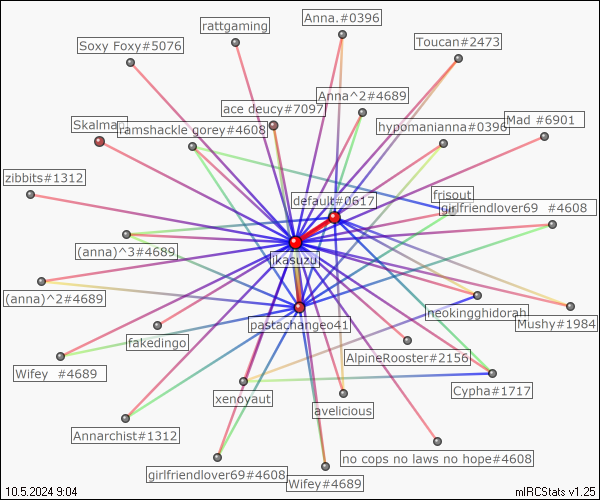 Anna.#0396
rattgaming
Soxy Foxy#5076
Toucan#2473
Anna^2#4689
ace deucy#7097
Skalman
ramshackle gorey#4608
hypomanianna#0396
Mad #6901
zibbits#1312
frisout
default#0617
girlfriendlover69 #4608
(anna)^3#4689
ikasuzu
(anna)^2#4689
neokingghidorah
Mushy#1984
pastachangeo41
fakedingo
AlpineRooster#2156
Wifey #4689
Cypha#1717
xenoyaut
avelicious
Annarchist#1312
no cops no laws no hope#4608
girlfriendlover69#4608
Wifey#4689
10.5.2024 9:04
mIRCStats v1.25